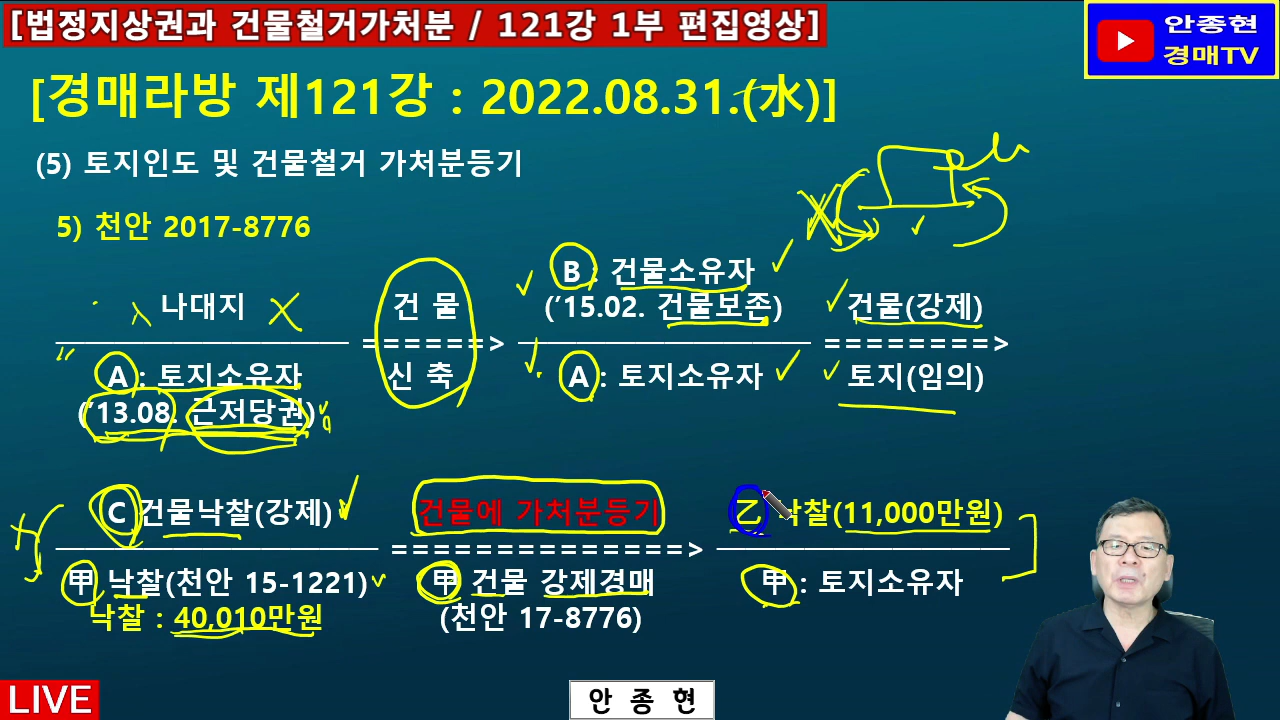 [법정지상권과 건물철거가처분 / 121강 1부 편집영상]
안종현
경매TV
[경매라방 제121강 : 2022.08.31.(水)]
(5) 토지인도 및 건물철거 가처분등기
5) 천안 2017-8776
B : 건물소유자
나대지 건 물 ('15.02. 건물보존) 건물(강제)
======> ========>
A : 토지소유자 신 축 A : 토지소유자 토지(임의)
('13.08. 근저당권)
C 건물낙찰(강제) 건물에 가처분등기 乙 낙찰(11,000만원)
==============>
甲 낙찰(천안 15-1221) 甲 건물 강제경매 甲 : 토지소유자
낙찰 : 40,010만원 (천안 17-8776)
LIVE
안 종 현